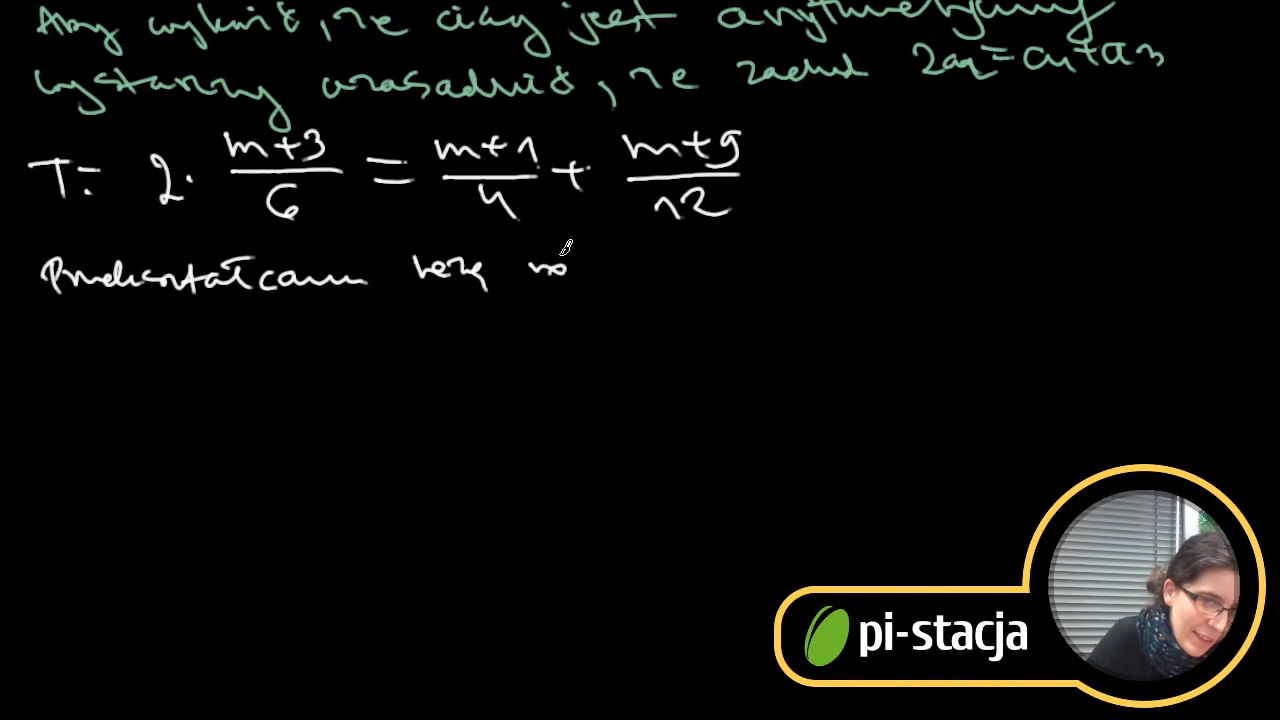 Aby wykazać, że ciąg jest arytmetyczny
wystarczy uzasadnić, że zachodzi 2a₂=a₁+a₃
T: 2·(m+3)/6 = (m+1)/4 + (m+9)/12
Przekształcamy lewą
pi-stacja